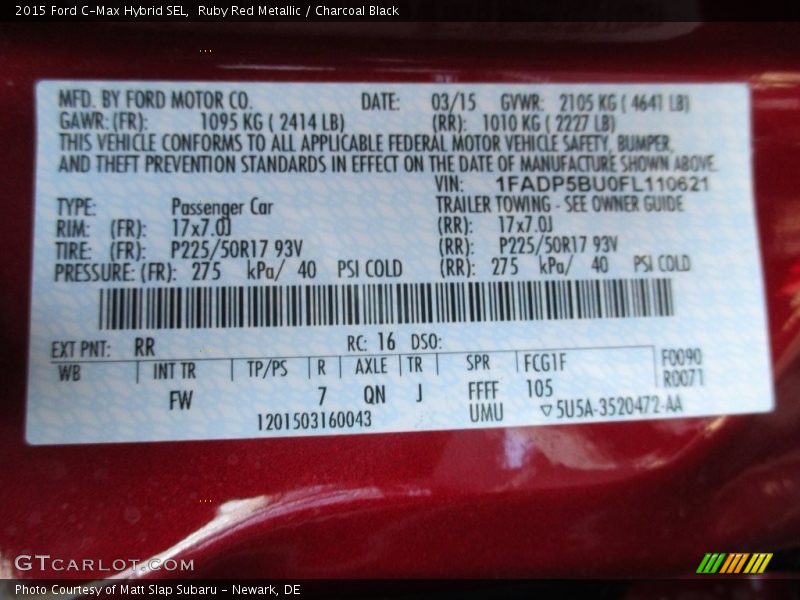 2015 Ford C-Max Hybrid SEL,  Ruby Red Metallic / Charcoal Black
MFD. BY FORD MOTOR CO. DATE: 03/15 GVWR: 2105 KG ( 4641 LB)
GAWR: (FR): 1095 KG ( 2414 LB) (RR): 1010 KG ( 2227 LB)
THIS VEHICLE CONFORMS TO ALL APPLICABLE FEDERAL MOTOR VEHICLE SAFETY, BUMPER,
AND THEFT PREVENTION STANDARDS IN EFFECT ON THE DATE OF MANUFACTURE SHOWN ABOVE.
VIN: 1FADP5BU0FL110621
TYPE: Passenger Car TRAILER TOWING - SEE OWNER GUIDE
RIM: (FR): 17x7.0J (RR): 17x7.0J
TIRE: (FR): P225/50R17 93V (RR): P225/50R17 93V
PRESSURE: (FR): 275 kPa/ 40 PSI COLD (RR): 275 kPa/ 40 PSI COLD
EXT PNT: RR RC: 16 DSO:
WB INT TR TP/PS R AXLE TR SPR FCG1F F0090
FW 7 QN J FFFF 105 R0071
1201503160043 UMU ▽5U5A-3520472-AA
GTCARLOT.COM
Photo Courtesy of Matt Slap Subaru - Newark, DE